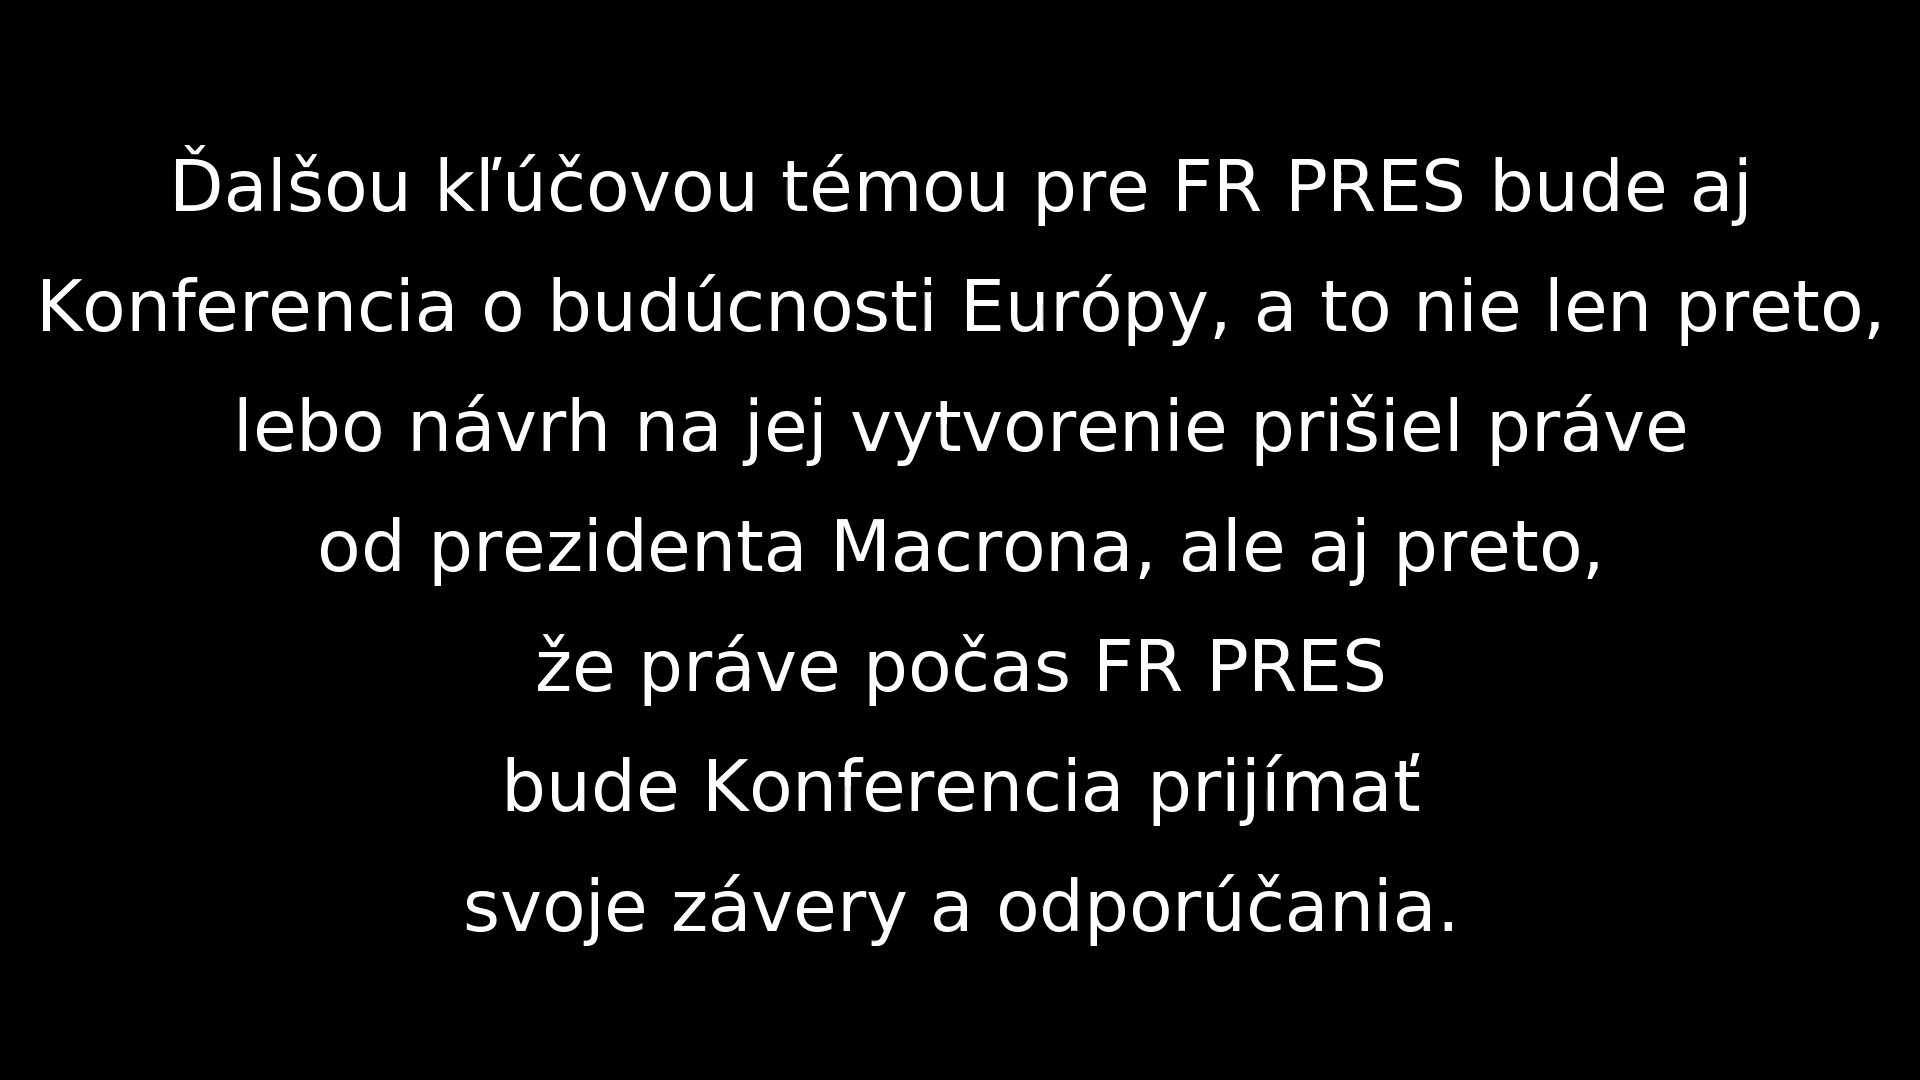 Ďalšou kľúčovou témou pre FR PRES bude aj
Konferencia o budúcnosti Európy, a to nie len preto,
lebo návrh na jej vytvorenie prišiel práve
od prezidenta Macrona, ale aj preto,
že práve počas FR PRES
bude Konferencia prijímať
svoje závery a odporúčania.